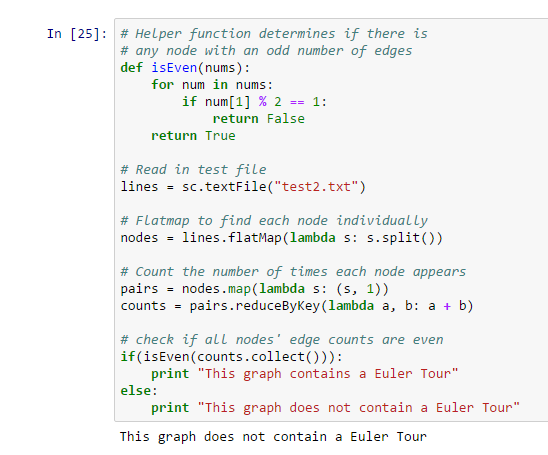 In [25]: # Helper function determines if there is
# any node with an odd number of edges
def isEven(nums):
    for num in nums:
        if num[1] % 2 == 1:
            return False
    return True
# Read in test file
lines = sc.textFile("test2.txt")
# Flatmap to find each node individually
nodes = lines.flatMap(lambda s: s.split())
# Count the number of times each node appears
pairs = nodes.map(lambda s: (s, 1))
counts = pairs.reduceByKey(lambda a, b: a + b)
# check if all nodes' edge counts are even
if(isEven(counts.collect())):
    print "This graph contains a Euler Tour"
else:
    print "This graph does not contain a Euler Tour"
This graph does not contain a Euler Tour